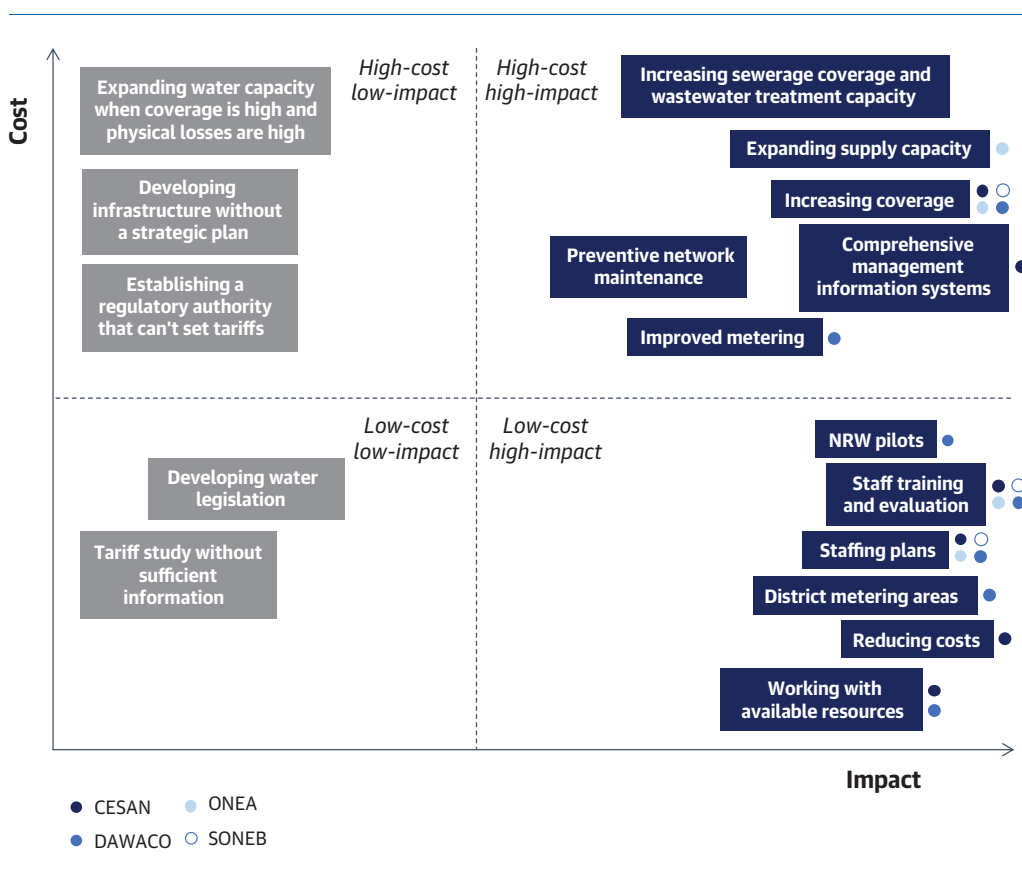 Cost
High-cost
low-impact
High-cost
high-impact
Expanding water capacity
when coverage is high and
physical losses are high
Developing
infrastructure without
a strategic plan
Establishing a
regulatory authority
that can't set tariffs
Increasing sewerage coverage and
wastewater treatment capacity
Expanding supply capacity
Increasing coverage
Preventive network
maintenance
Comprehensive
management
information systems
Improved metering
Low-cost
low-impact
Low-cost
high-impact
Developing water
legislation
Tariff study without
sufficient
information
NRW pilots
Staff training
and evaluation
Staffing plans
District metering areas
Reducing costs
Working with
available resources
Impact
CESAN
ONEA
DAWACO
SONEB